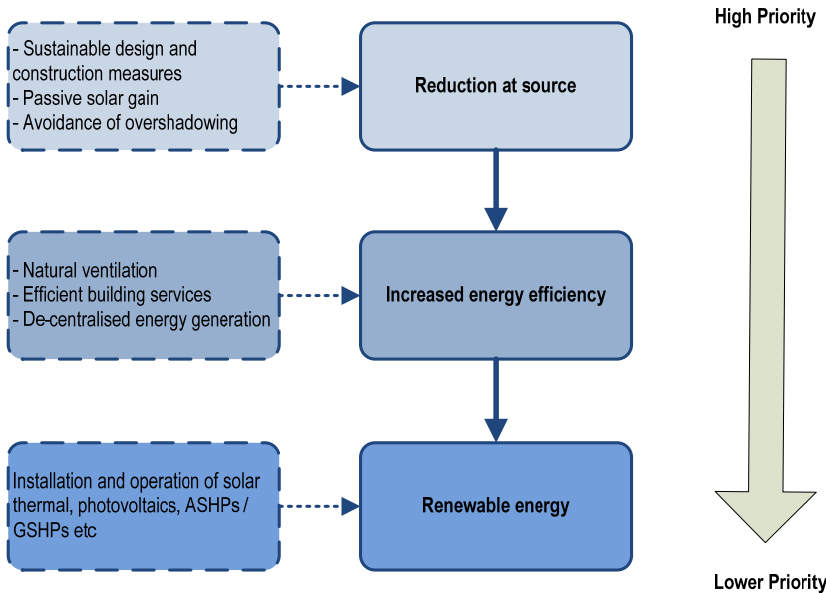 High Priority
- Sustainable design and
construction measures
- Passive solar gain
- Avoidance of overshadowing
Reduction at source
- Natural ventilation
- Efficient building services
- De-centralised energy generation
Increased energy efficiency
Installation and operation of solar
thermal, photovoltaics, ASHPs /
GSHPs etc
Renewable energy
Lower Priority